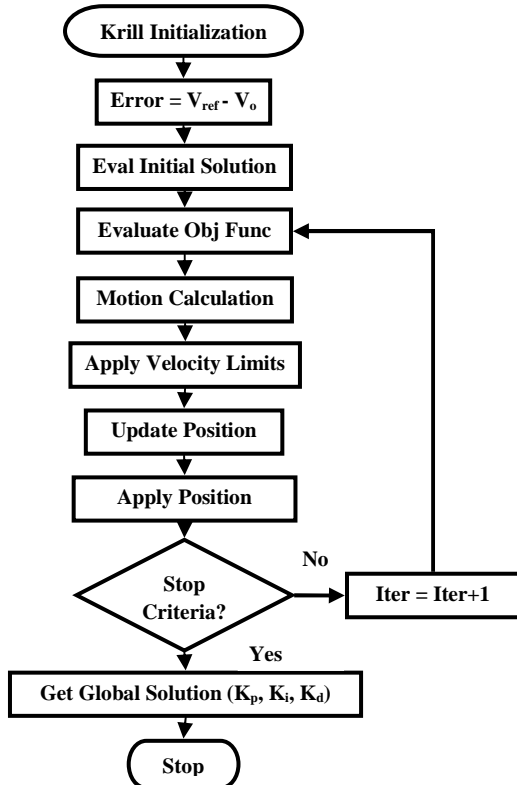 Krill Initialization
Error = Vref - Vo
Eval Initial Solution
Evaluate Obj Func
Motion Calculation
Apply Velocity Limits
Update Position
Apply Position
No
Stop
Criteria?
Iter = Iter+1
Yes
Get Global Solution (Kp, Ki, Kd)
Stop